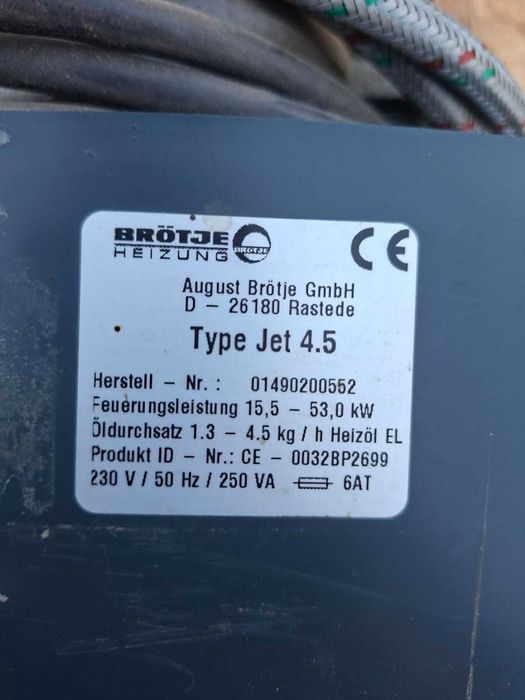 BRÖTJE
HEIZUNG
BRÖTJE
CE
August Brötje GmbH
D – 26180 Rastede
Type Jet 4.5
Herstell – Nr. : 01490200552
Feuerungsleistung 15,5 – 53,0 kW
Öldurchsatz 1.3 – 4.5 kg / h Heizöl EL
Produkt ID – Nr.: CE – 0032BP2699
230 V / 50 Hz / 250 VA 6AT